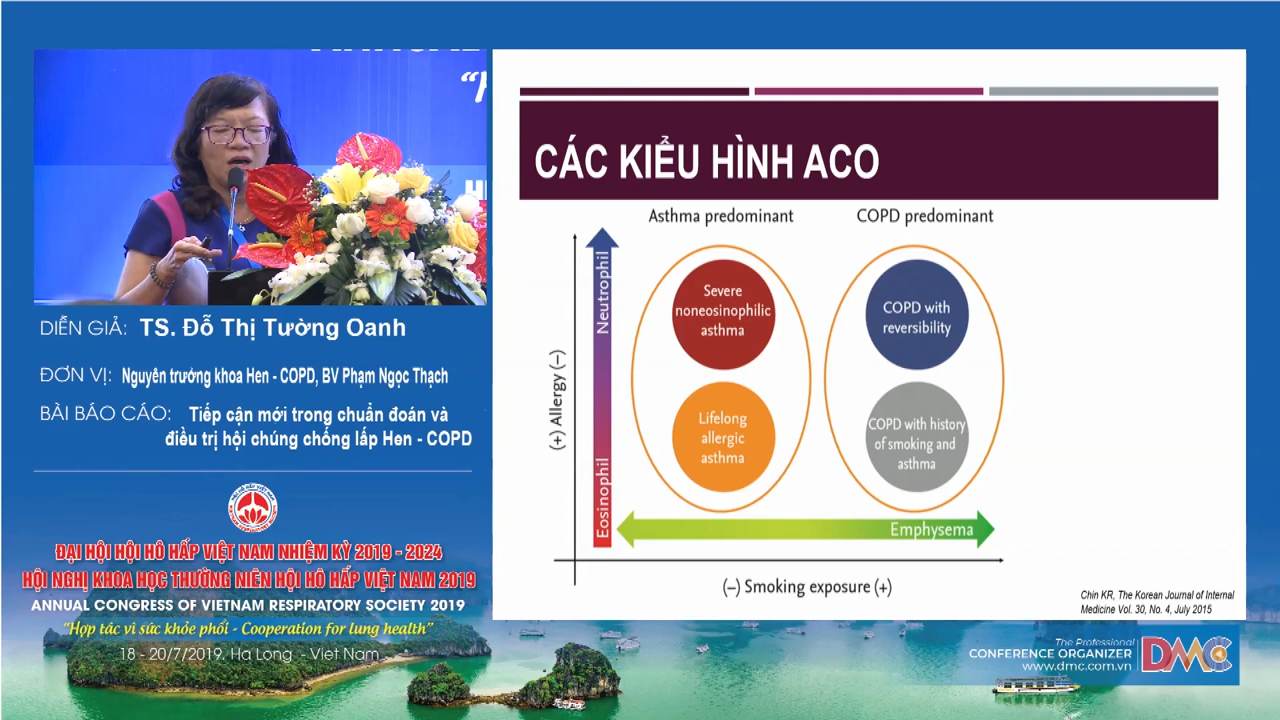 CÁC KIỂU HÌNH ACO
Asthma predominant
COPD predominant
(+) Allergy (–)
Neutrophil
Eosinophil
Severe
noneosinophilic
asthma
COPD with
reversibility
Lifelong
allergic
asthma
COPD with history
of smoking and
asthma
Emphysema
(–) Smoking exposure (+)
Chin KR, The Korean Journal of Internal
Medicine Vol. 30, No. 4, July 2015
DIỄN GIẢ: TS. Đỗ Thị Tường Oanh
ĐƠN VỊ: Nguyên trưởng khoa Hen - COPD, BV Phạm Ngọc Thạch
BÀI BÁO CÁO: Tiếp cận mới trong chuẩn đoán và
điều trị hội chúng chồng lấp Hen - COPD
ĐẠI HỘI HỘI HÔ HẤP VIỆT NAM NHIỆM KỲ 2019 - 2024
HỘI NGHỊ KHOA HỌC THƯỜNG NIÊN HỘI HÔ HẤP VIỆT NAM 2019
ANNUAL CONGRESS OF VIETNAM RESPIRATORY SOCIETY 2019
"Hợp tác vì sức khỏe phổi - Cooperation for lung health"
18 - 20/7/2019. Ha Long - Viet Nam
The Professional
CONFERENCE ORGANIZER
www.dmc.com.vn
DMC